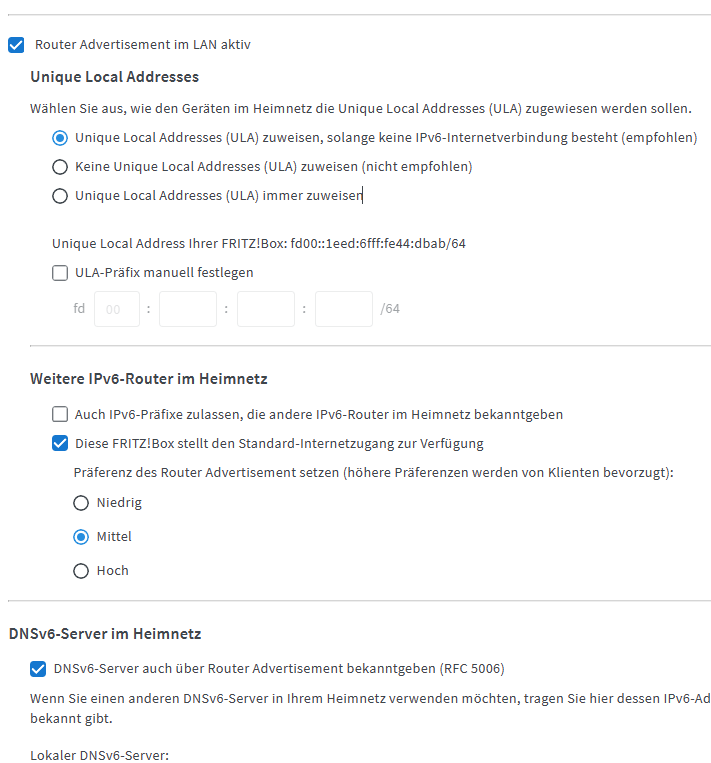 Router Advertisement im LAN aktiv
Unique Local Addresses
Wählen Sie aus, wie den Geräten im Heimnetz die Unique Local Addresses (ULA) zugewiesen werden sollen.
Unique Local Addresses (ULA) zuweisen, solange keine IPv6-Internetverbindung besteht (empfohlen)
Keine Unique Local Addresses (ULA) zuweisen (nicht empfohlen)
Unique Local Addresses (ULA) immer zuweisen
Unique Local Address Ihrer FRITZ!Box: fd00::1eed:6fff:fe44:dbab/64
ULA-Präfix manuell festlegen
fd 00 : : : /64
Weitere IPv6-Router im Heimnetz
Auch IPv6-Präfixe zulassen, die andere IPv6-Router im Heimnetz bekanntgeben
Diese FRITZ!Box stellt den Standard-Internetzugang zur Verfügung
Präferenz des Router Advertisement setzen (höhere Präferenzen werden von Klienten bevorzugt):
Niedrig
Mittel
Hoch
DNSv6-Server im Heimnetz
DNSv6-Server auch über Router Advertisement bekanntgeben (RFC 5006)
Wenn Sie einen anderen DNSv6-Server in Ihrem Heimnetz verwenden möchten, tragen Sie hier dessen IPv6-Ad
bekannt gibt.
Lokaler DNSv6-Server: